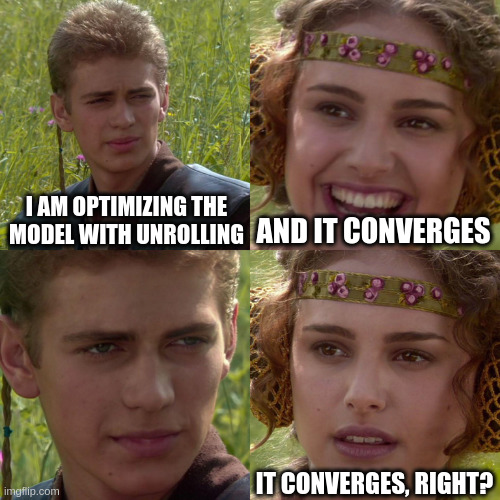 I AM OPTIMIZING THE
MODEL WITH UNROLLING
AND IT CONVERGES
IT CONVERGES, RIGHT?
imgflip.com